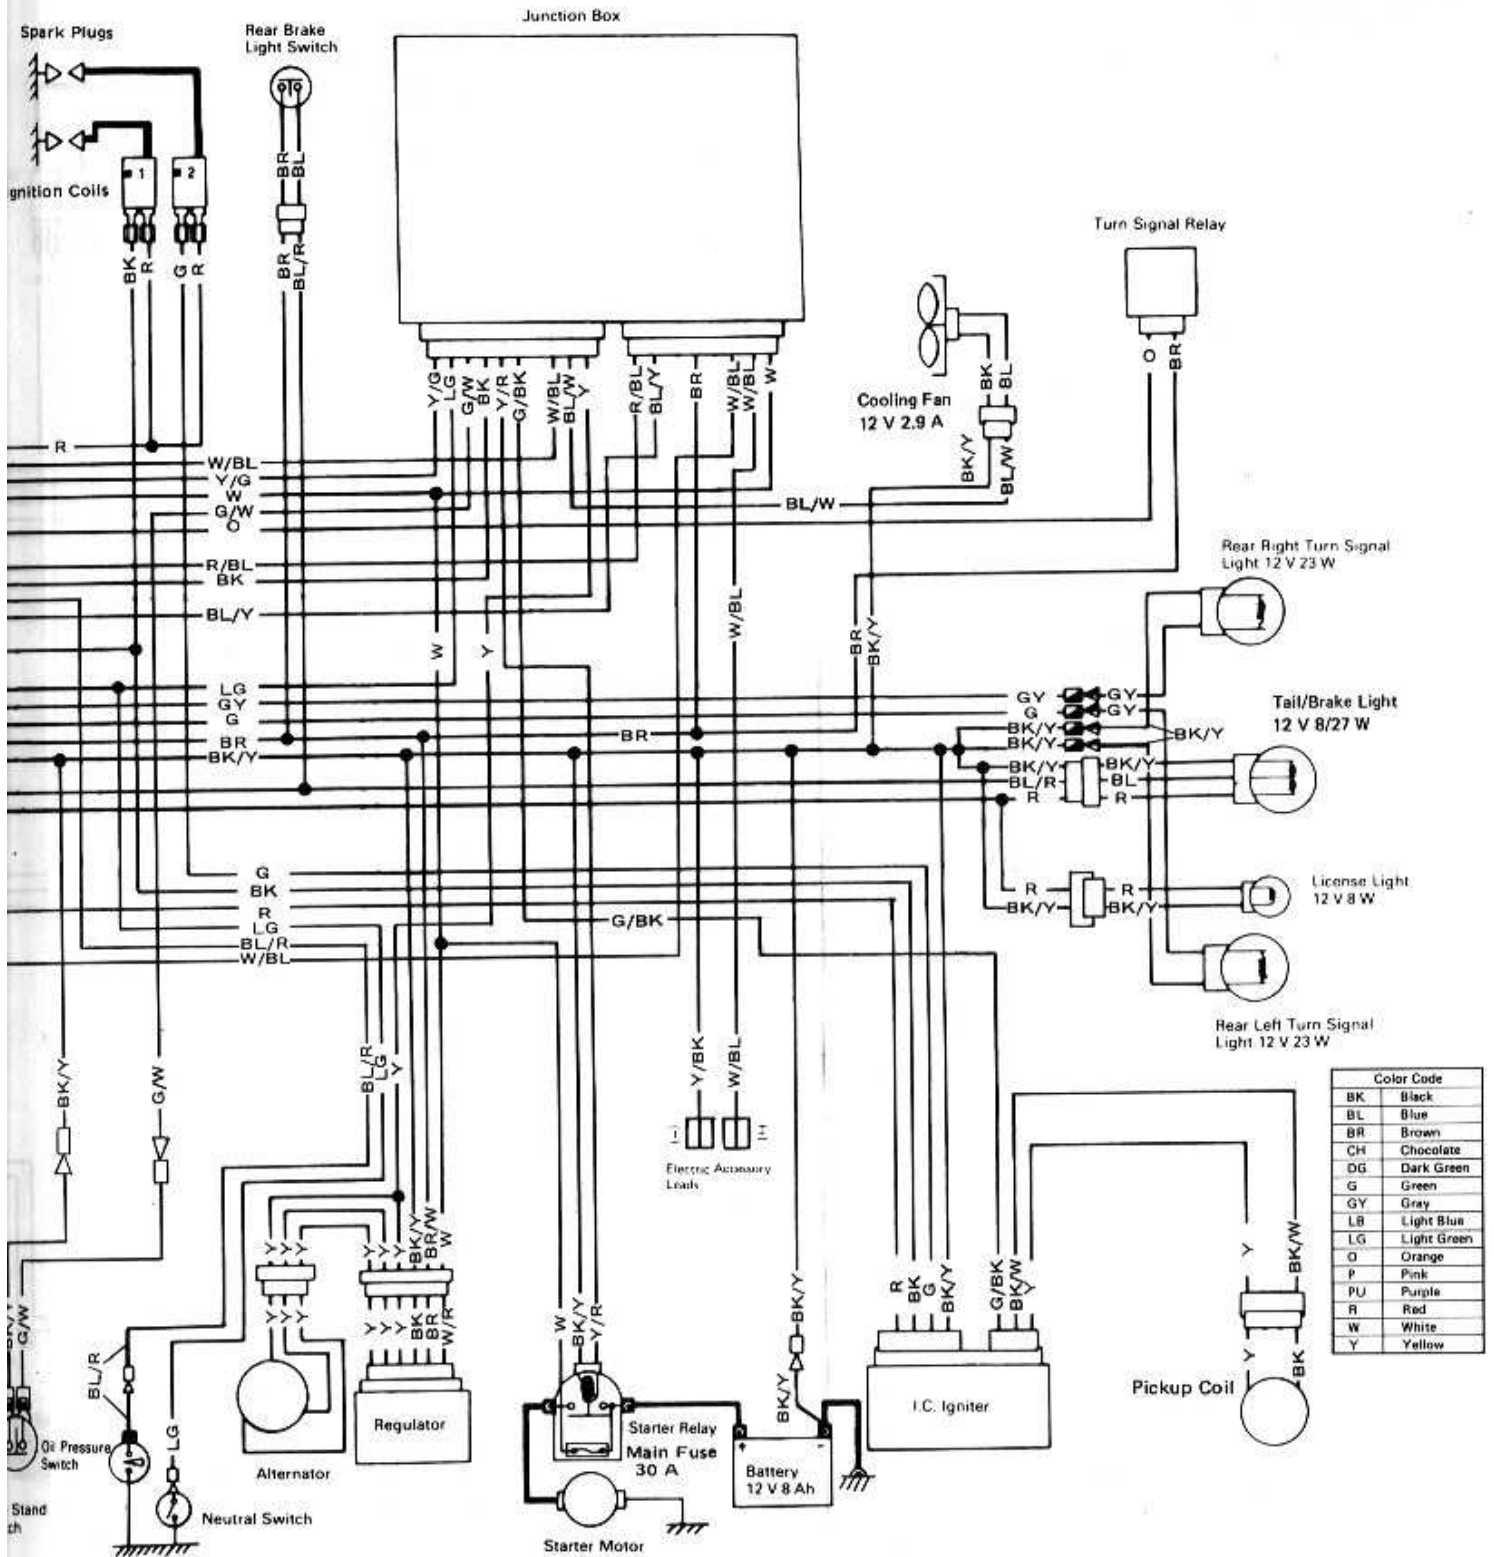 Junction Box
Spark Plugs
Rear Brake
Light Switch
1
2
gnition Coils
BR
BL
BR
BL/R
BK
R
G
R
Turn Signal Relay
O
BR
Cooling Fan
12 V 2.9 A
BK
BL
BK/Y
BL/W
Y/G
LG
G/W
BK
Y/R
G/BK
W/BL
BL/W
Y
R/BL
BL/Y
BR
W/BL
W/BL
W
R
W/BL
Y/G
W
G/W
O
BL/W
R/BL
BK
BL/Y
W
Y
W/BL
BR
BK/Y
Rear Right Turn Signal
Light 12 V 23 W
LG
GY
G
BR
BK/Y
BR
GY
GY
G
GY
BK/Y
BK/Y
BK/Y
Tail/Brake Light
12 V 8/27 W
BK/Y
BK/Y
BL/R
BL
R
R
G
BK
R
LG
BL/R
W/BL
G/BK
R
R
BK/Y
BK/Y
License Light
12 V 8 W
Rear Left Turn Signal
Light 12 V 23 W
BK/Y
G/W
BL/R
LG
Y
Y/BK
W/BL
(-)
(+)
Electric Accessory
Leads
Color Code
BK Black
BL Blue
BR Brown
CH Chocolate
DG Dark Green
G Green
GY Gray
LB Light Blue
LG Light Green
O Orange
P Pink
PU Purple
R Red
W White
Y Yellow
Y
Y
Y
Y
Y
Y
BK/Y
BR/W
W
Y
Y
Y
Y
Y
Y
BK
BR
W/R
W
BK/Y
Y/R
BK/Y
R
BK
G
BK/Y
G/BK
BK/W
Y
Y
BK/W
Y
BK
G/W
BL/R
LG
BK/Y
Oil Pressure
Switch
Stand
ch
Neutral Switch
Alternator
Regulator
Starter Relay
Main Fuse
30 A
Starter Motor
+
-
Battery
12 V 8 Ah
I.C. Igniter
Pickup Coil